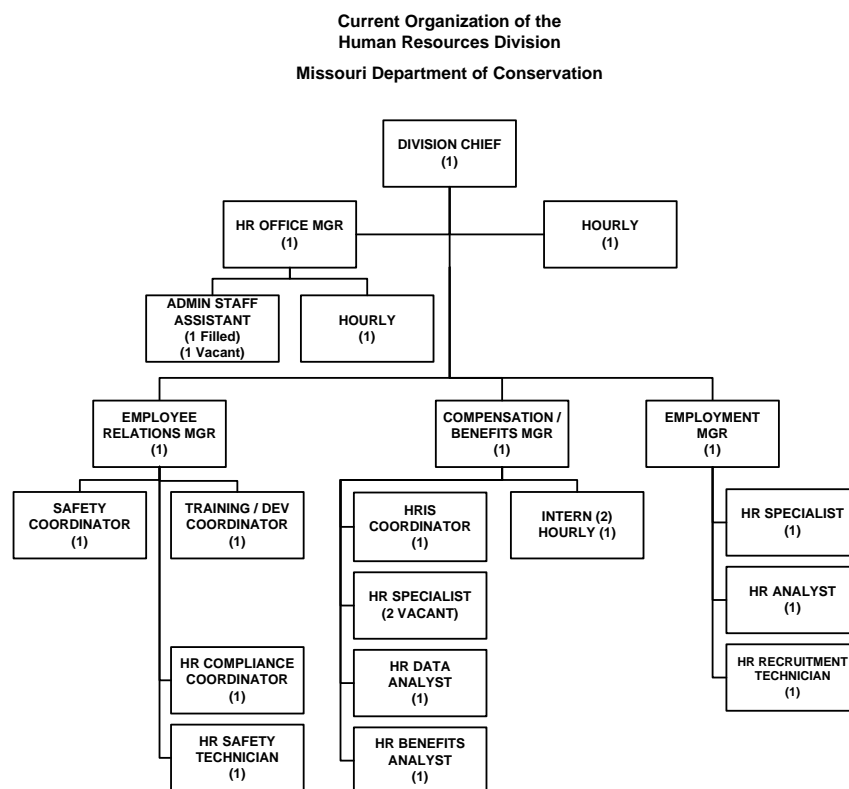 Current Organization of the
Human Resources Division
Missouri Department of Conservation
DIVISION CHIEF
(1)
HR OFFICE MGR
(1)
HOURLY
(1)
ADMIN STAFF
ASSISTANT
(1 Filled)
(1 Vacant)
HOURLY
(1)
EMPLOYEE
RELATIONS MGR
(1)
COMPENSATION /
BENEFITS MGR
(1)
EMPLOYMENT
MGR
(1)
SAFETY
COORDINATOR
(1)
TRAINING / DEV
COORDINATOR
(1)
HR COMPLIANCE
COORDINATOR
(1)
HR SAFETY
TECHNICIAN
(1)
HRIS
COORDINATOR
(1)
INTERN (2)
HOURLY (1)
HR SPECIALIST
(2 VACANT)
HR DATA
ANALYST
(1)
HR BENEFITS
ANALYST
(1)
HR SPECIALIST
(1)
HR ANALYST
(1)
HR RECRUITMENT
TECHNICIAN
(1)